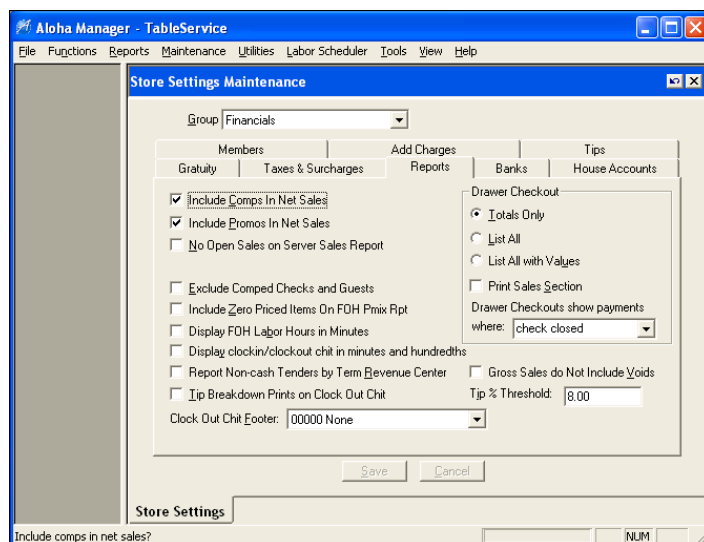 Aloha Manager - TableService
File Functions Reports Maintenance Utilities Labor Scheduler Tools View Help
Store Settings Maintenance
Group Financials
Members Add Charges Tips
Gratuity Taxes & Surcharges Reports Banks House Accounts
Include Comps In Net Sales
Include Promos In Net Sales
No Open Sales on Server Sales Report
Exclude Comped Checks and Guests
Include Zero Priced Items On FOH Pmix Rpt
Display FOH Labor Hours in Minutes
Display clockin/clockout chit in minutes and hundredths
Report Non-cash Tenders by Term Revenue Center
Tip Breakdown Prints on Clock Out Chit
Clock Out Chit Footer: 00000 None
Drawer Checkout
Totals Only
List All
List All with Values
Print Sales Section
Drawer Checkouts show payments
where: check closed
Gross Sales do Not Include Voids
Tip % Threshold: 8.00
Save Cancel
Store Settings
Include comps in net sales? NUM